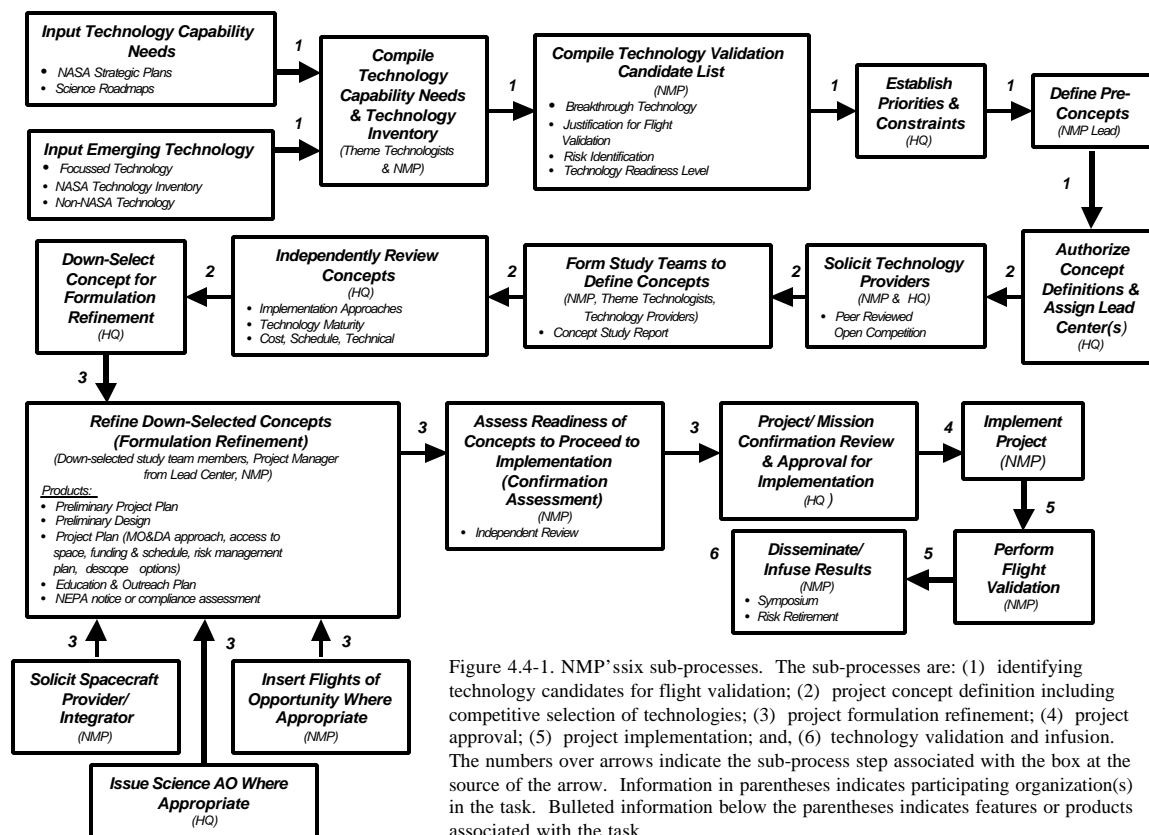 Input Technology Capability
Needs
• NASA Strategic Plans
• Science Roadmaps
1
Input Emerging Technology
• Focussed Technology
• NASA Technology Inventory
• Non-NASA Technology
1
Compile
Technology
Capability Needs
& Technology
Inventory
(Theme Technologists
& NMP)
1
Compile Technology Validation
Candidate List
(NMP)
• Breakthrough Technology
• Justification for Flight
Validation
• Risk Identification
• Technology Readiness Level
1
Establish
Priorities &
Constraints
(HQ)
1
Define Pre-
Concepts
(NMP Lead)
1
Authorize
Concept
Definitions &
Assign Lead
Center(s)
(HQ)
2
Solicit Technology
Providers
(NMP & HQ)
• Peer Reviewed
Open Competition
2
Form Study Teams to
Define Concepts
(NMP, Theme Technologists,
Technology Providers)
• Concept Study Report
2
Independently Review
Concepts
(HQ)
• Implementation Approaches
• Technology Maturity
• Cost, Schedule, Technical
2
Down-Select
Concept for
Formulation
Refinement
(HQ)
3
Refine Down-Selected Concepts
(Formulation Refinement)
(Down-selected study team members, Project Manager
from Lead Center, NMP)
Products:
• Preliminary Project Plan
• Preliminary Design
• Project Plan (MO&DA approach, access to
space, funding & schedule, risk management
plan, descope options)
• Education & Outreach Plan
• NEPA notice or compliance assessment
3
Assess Readiness of
Concepts to Proceed to
Implementation
(Confirmation
Assessment)
(NMP)
• Independent Review
3
Project/ Mission
Confirmation Review
& Approval for
Implementation
(HQ )
4
Implement
Project
(NMP)
5
Perform
Flight
Validation
(NMP)
5
Disseminate/
Infuse Results
(NMP)
• Symposium
• Risk Retirement
6
3
3
3
Solicit Spacecraft
Provider/
Integrator
(NMP)
Insert Flights of
Opportunity Where
Appropriate
(NMP)
Issue Science AO Where
Appropriate
(HQ)
Figure 4.4-1. NMP'ssix sub-processes. The sub-processes are: (1) identifying
technology candidates for flight validation; (2) project concept definition including
competitive selection of technologies; (3) project formulation refinement; (4) project
approval; (5) project implementation; and, (6) technology validation and infusion.
The numbers over arrows indicate the sub-process step associated with the box at the
source of the arrow. Information in parentheses indicates participating organization(s)
in the task. Bulleted information below the parentheses indicates features or products
associated with the task